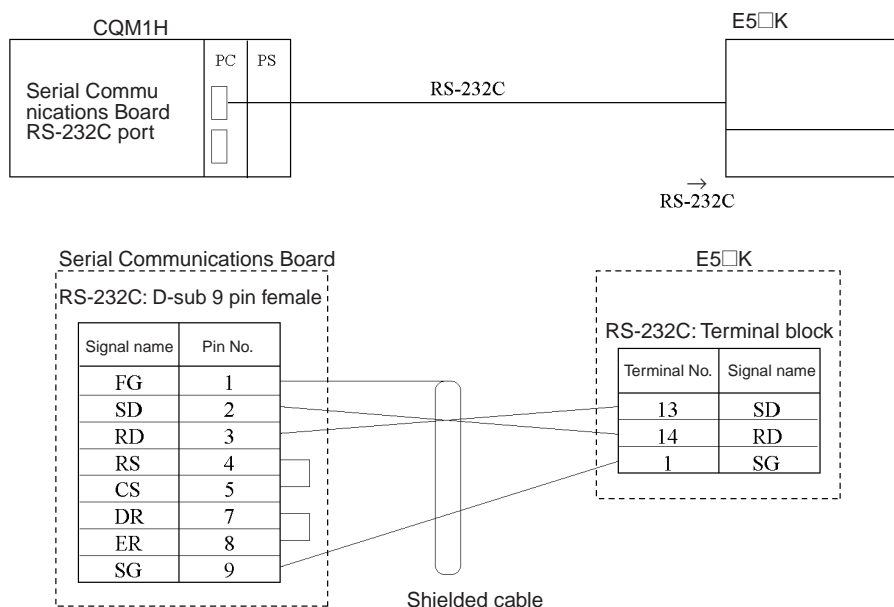 CQM1H
E5□K
PC PS
Serial Commu
nications Board
RS-232C port
RS-232C
→
RS-232C
Serial Communications Board
E5□K
RS-232C: D-sub 9 pin female
RS-232C: Terminal block
Signal name Pin No.
FG 1
SD 2
RD 3
RS 4
CS 5
DR 7
ER 8
SG 9
Terminal No. Signal name
13 SD
14 RD
1 SG
Shielded cable